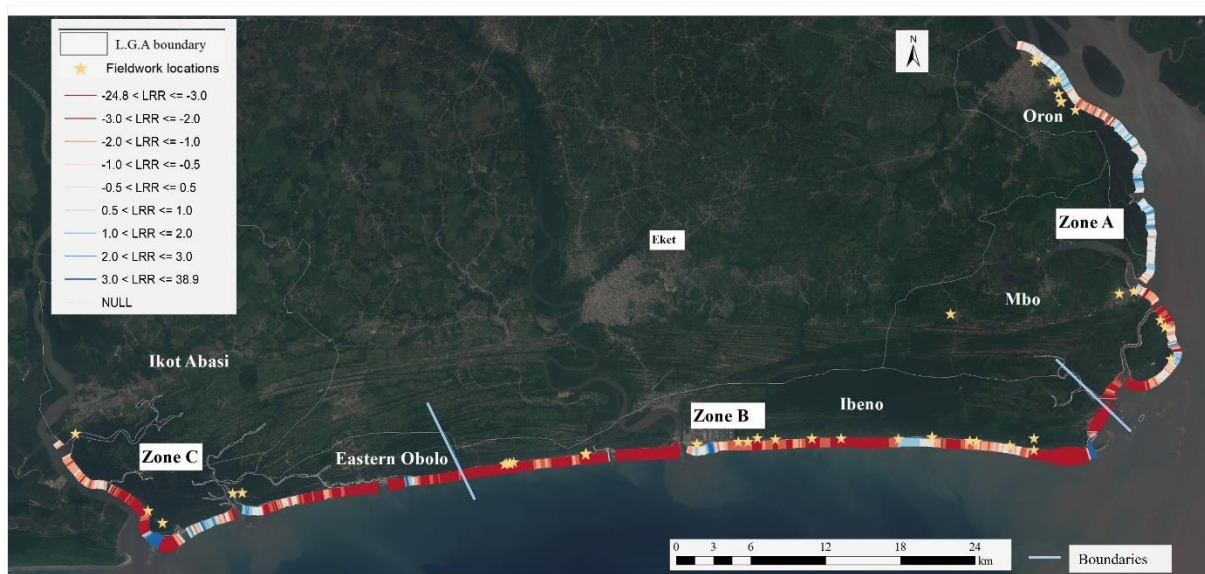 L.G.A boundary
Fieldwork locations
-24.8 < LRR <= -3.0
-3.0 < LRR <= -2.0
-2.0 < LRR <= -1.0
-1.0 < LRR <= -0.5
-0.5 < LRR <= 0.5
0.5 < LRR <= 1.0
1.0 < LRR <= 2.0
2.0 < LRR <= 3.0
3.0 < LRR <= 38.9
NULL
N
Oron
Zone A
Eket
Mbo
Ikot Abasi
Ibeno
Zone B
Zone C
Eastern Obolo
0 3 6 12 18 24
km
Boundaries